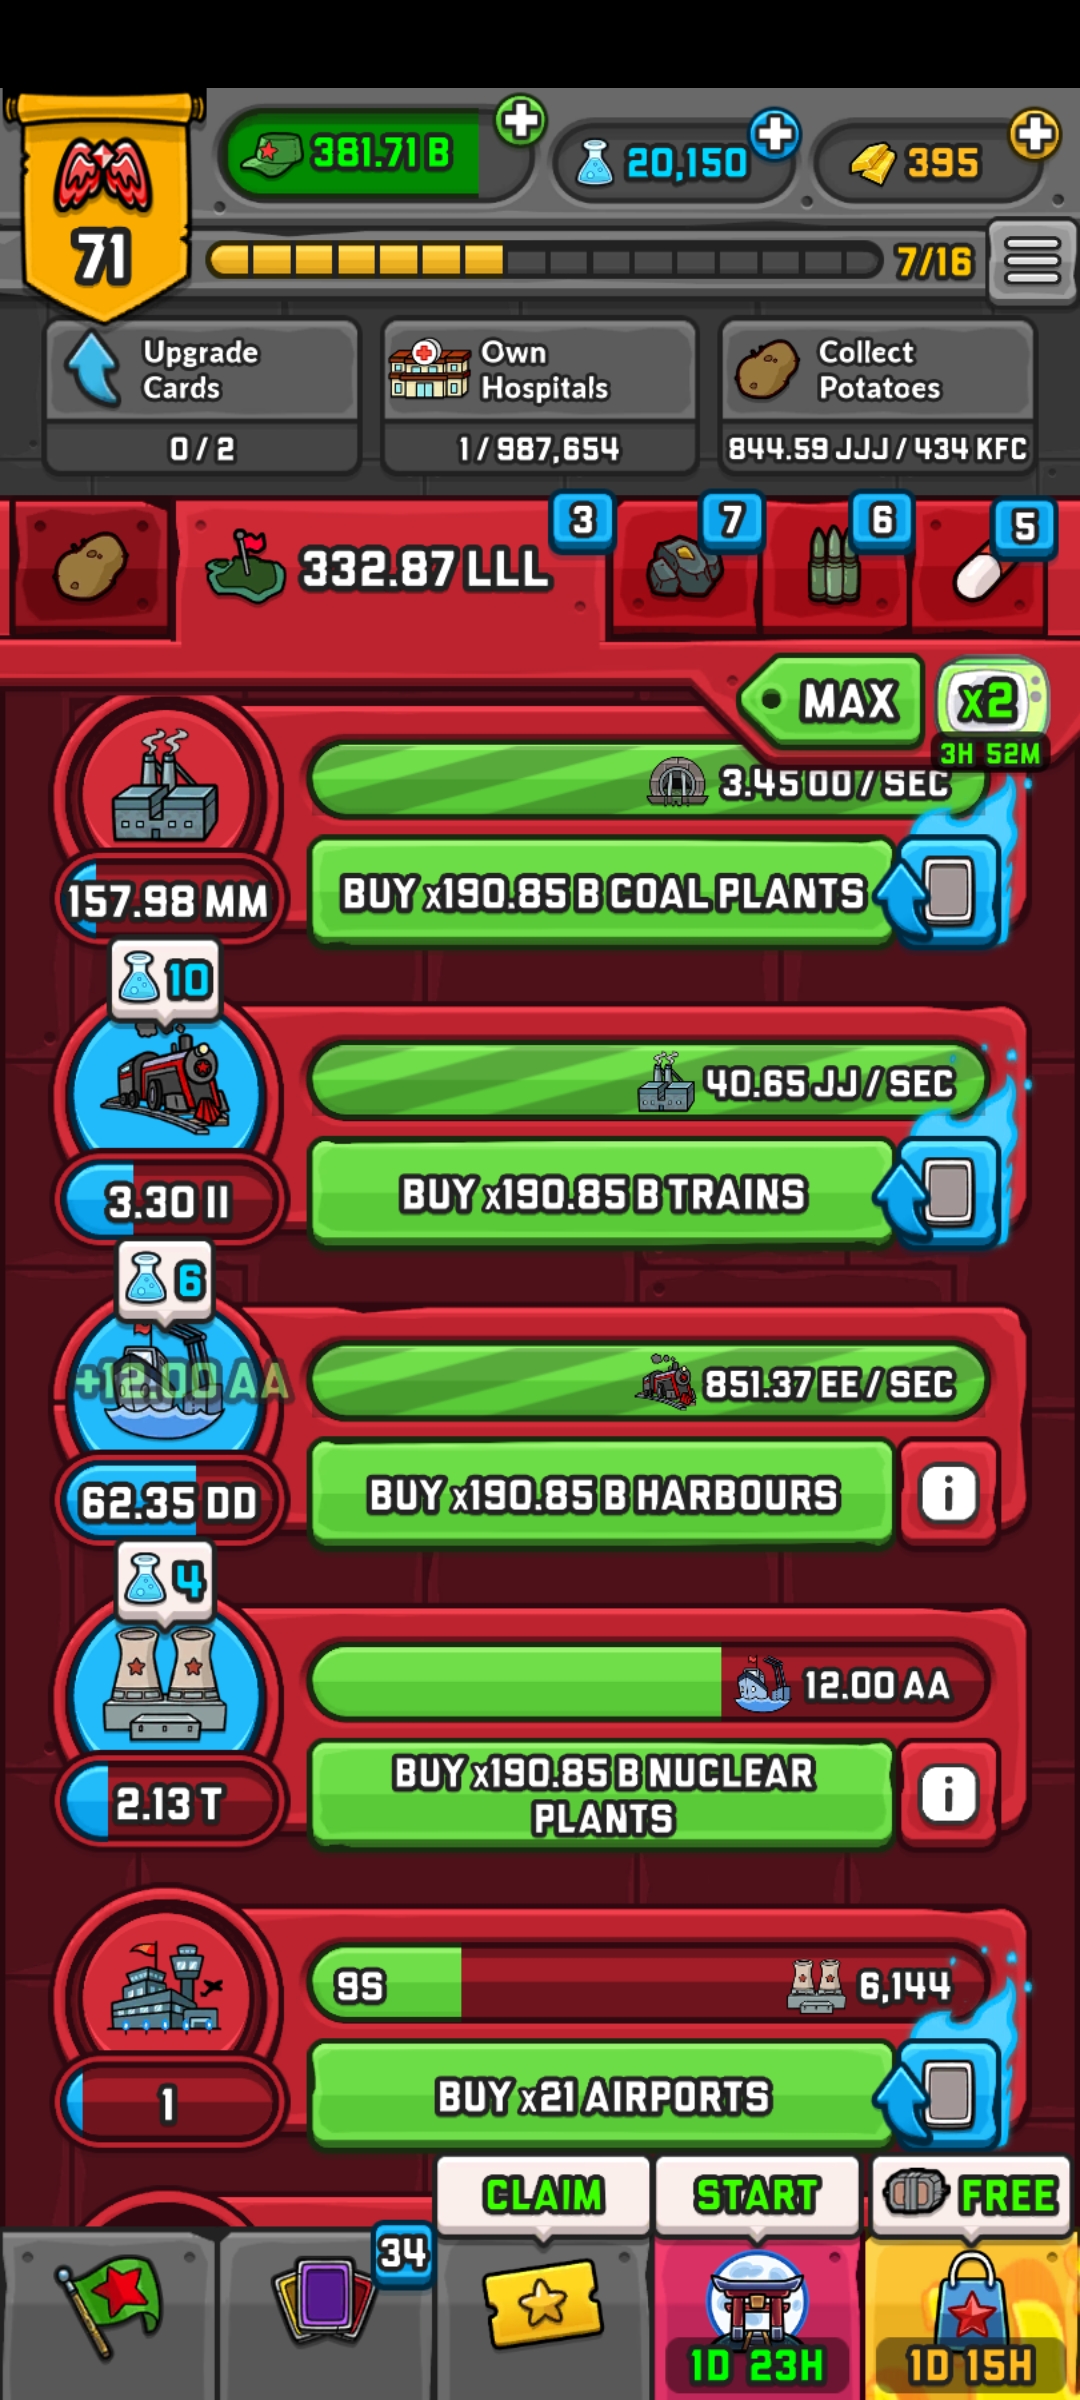 71
381.71 B
20,150
395
7/16
Upgrade
Cards
0 / 2
Own
Hospitals
1 / 987,654
Collect
Potatoes
844.59 JJJ / 434 KFC
332.87 LLL
3
7
6
5
MAX
x2
3H 52M
3.45 OO / SEC
157.98 MM
BUY x190.85 B COAL PLANTS
10
40.65 JJ / SEC
3.30 II
BUY x190.85 B TRAINS
6
+12.00 AA
851.37 EE / SEC
62.35 DD
BUY x190.85 B HARBOURS
i
4
12.00 AA
2.13 T
BUY x190.85 B NUCLEAR
PLANTS
i
9S
6,144
1
BUY x21 AIRPORTS
CLAIM
START
FREE
34
1D 23H
1D 15H